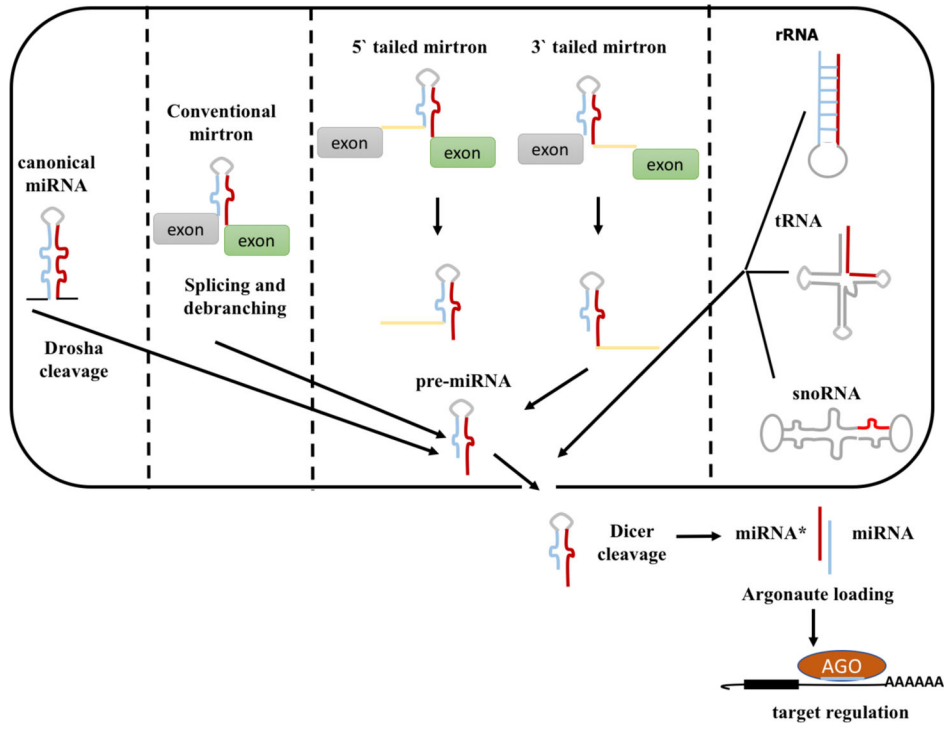 rRNA
5` tailed mirtron
3` tailed mirtron
Conventional
mirtron
exon
exon
exon
exon
canonical
miRNA
exon
exon
tRNA
Splicing and
debranching
Drosha
cleavage
pre-miRNA
snoRNA
Dicer
cleavage
miRNA*
miRNA
Argonaute loading
AGO
AAAAAA
target regulation